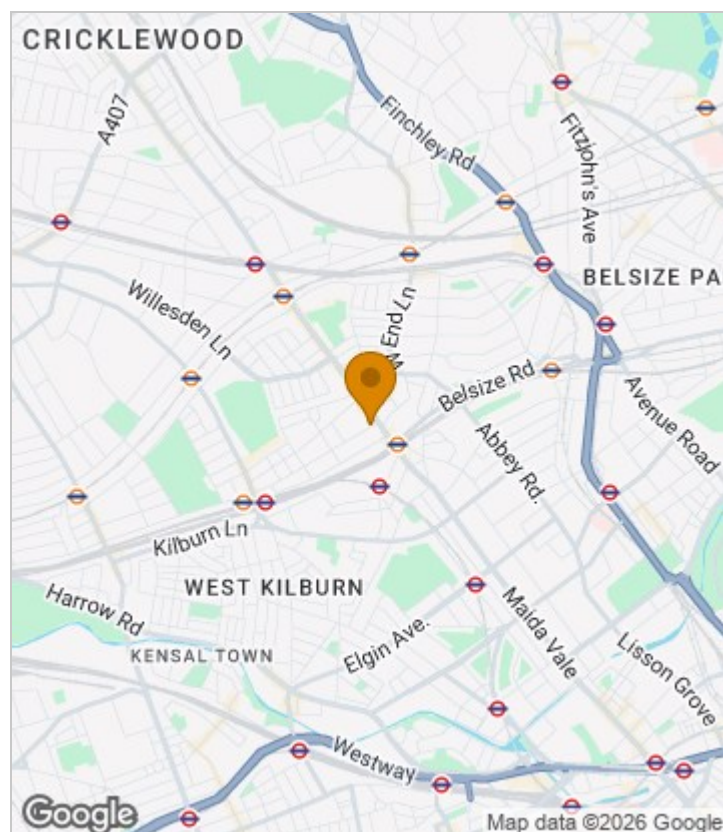 CRICKLEWOOD
A407
Finchley Rd
Fitzjohn's Ave
BELSIZE PA
Willesden Ln
End Ln
W
Belsize Rd
Avenue Road
Abbey Rd.
Kilburn Ln
WEST KILBURN
Harrow Rd
Maida Vale
Elgin Ave.
KENSAL TOWN
Lisson Grove
Westway
Google
Map data ©2026 Google